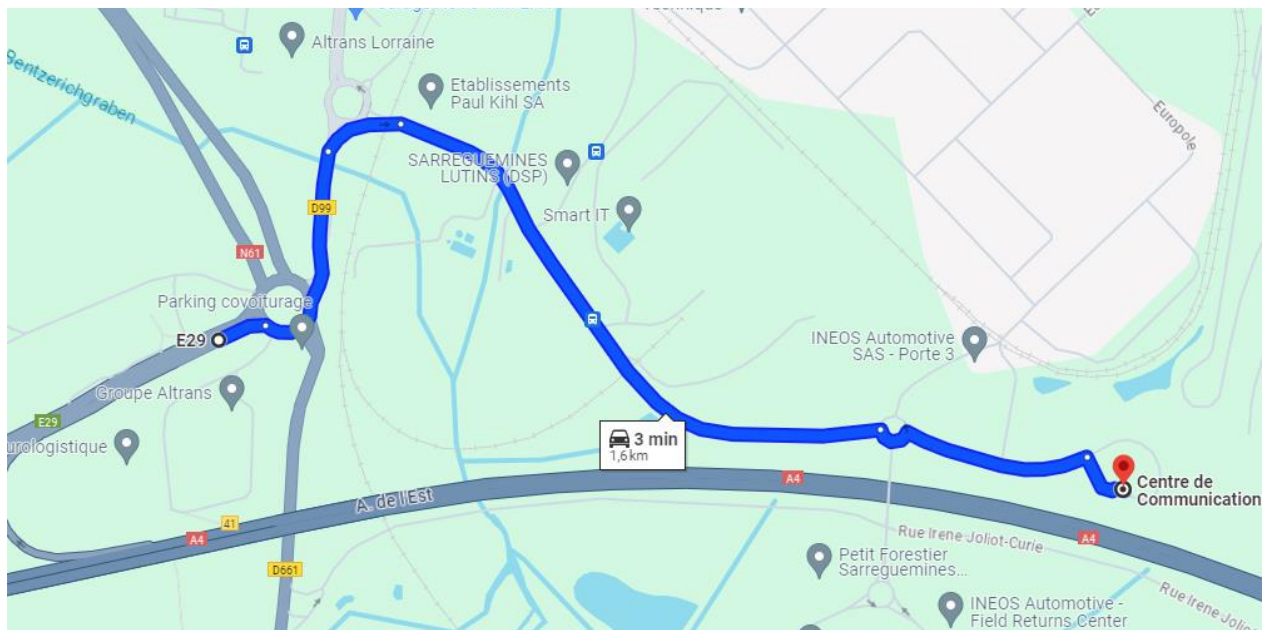 Altrans Lorraine
Bentzerichgraben
Etablissements
Paul Kihl SA
Europole
SARREGUEMINES
LUTINS (DSP)
D99
Smart IT
N61
Parking covoiturage
E29
INEOS Automotive
SAS - Porte 3
Groupe Altrans
E29
urologistique
3 min
1,6 km
A4
Centre de
Communication
A. de l'Est
41
A4
Rue Irene Joliot-Curie
A4
D661
Petit Forestier
Sarreguemines...
INEOS Automotive -
Field Returns Center
Rue Irene Joliot